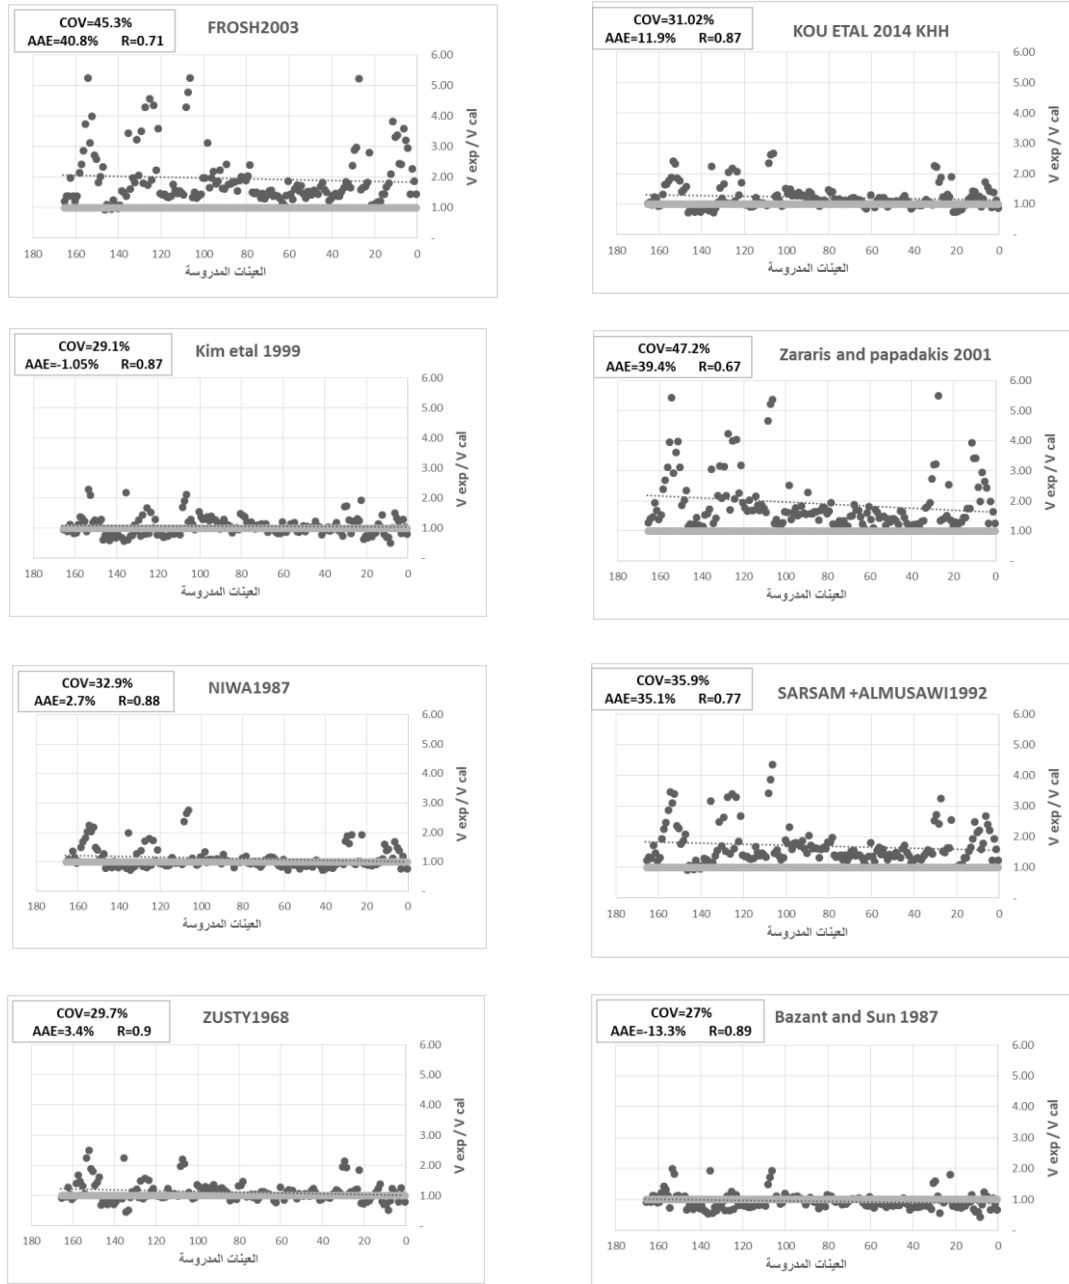 COV=45.3%
AAE=40.8% R=0.71
FROSH2003
6.00
5.00
4.00
3.00
2.00
1.00
-
V exp / V cal
180 160 140 120 100 80 60 40 20 0
العينات المدروسة
COV=31.02%
AAE=11.9% R=0.87
KOU ETAL 2014 KHH
6.00
5.00
4.00
3.00
2.00
1.00
-
V exp / V cal
180 160 140 120 100 80 60 40 20 0
العينات المدروسة
COV=29.1%
AAE=-1.05% R=0.87
Kim etal 1999
6.00
5.00
4.00
3.00
2.00
1.00
-
V exp / V cal
180 160 140 120 100 80 60 40 20 0
العينات المدروسة
COV=47.2%
AAE=39.4% R=0.67
Zararis and papadakis 2001
6.00
5.00
4.00
3.00
2.00
1.00
-
V exp / V cal
180 160 140 120 100 80 60 40 20 0
العينات المدروسة
COV=32.9%
AAE=2.7% R=0.88
NIWA1987
6.00
5.00
4.00
3.00
2.00
1.00
-
V exp / V cal
180 160 140 120 100 80 60 40 20 0
العينات المدروسة
COV=35.9%
AAE=35.1% R=0.77
SARSAM +ALMUSAWI1992
6.00
5.00
4.00
3.00
2.00
1.00
-
V exp / V cal
180 160 140 120 100 80 60 40 20 0
العينات المدروسة
COV=29.7%
AAE=3.4% R=0.9
ZUSTY1968
6.00
5.00
4.00
3.00
2.00
1.00
-
V exp / V cal
180 160 140 120 100 80 60 40 20 0
العينات المدروسة
COV=27%
AAE=-13.3% R=0.89
Bazant and Sun 1987
6.00
5.00
4.00
3.00
2.00
1.00
-
V exp / V cal
180 160 140 120 100 80 60 40 20 0
العينات المدروسة